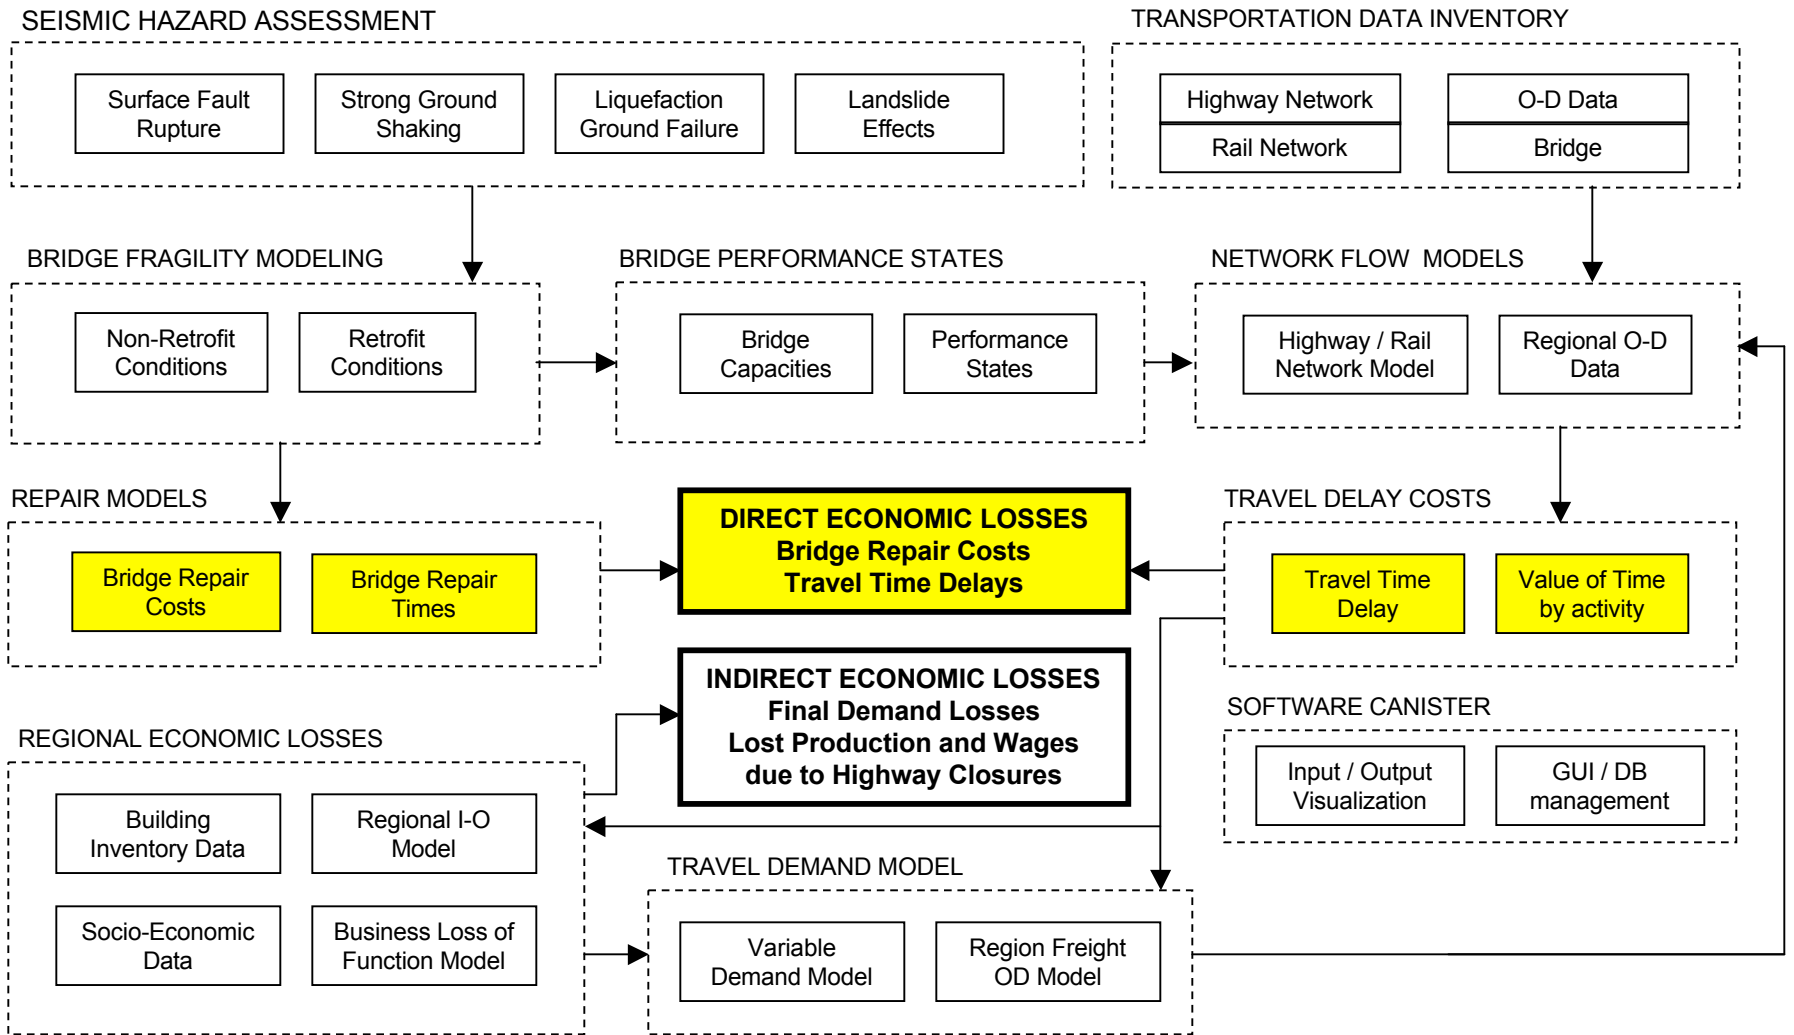 SEISMIC HAZARD ASSESSMENT
Surface Fault
Rupture
Strong Ground
Shaking
Liquefaction
Ground Failure
Landslide
Effects
TRANSPORTATION DATA INVENTORY
Highway Network
Rail Network
O-D Data
Bridge
BRIDGE FRAGILITY MODELING
Non-Retrofit
Conditions
Retrofit
Conditions
BRIDGE PERFORMANCE STATES
Bridge
Capacities
Performance
States
NETWORK FLOW MODELS
Highway / Rail
Network Model
Regional O-D
Data
REPAIR MODELS
Bridge Repair
Costs
Bridge Repair
Times
DIRECT ECONOMIC LOSSES
Bridge Repair Costs
Travel Time Delays
TRAVEL DELAY COSTS
Travel Time
Delay
Value of Time
by activity
INDIRECT ECONOMIC LOSSES
Final Demand Losses
Lost Production and Wages
due to Highway Closures
SOFTWARE CANISTER
Input / Output
Visualization
GUI / DB
management
REGIONAL ECONOMIC LOSSES
Building
Inventory Data
Regional I-O
Model
Socio-Economic
Data
Business Loss of
Function Model
TRAVEL DEMAND MODEL
Variable
Demand Model
Region Freight
OD Model